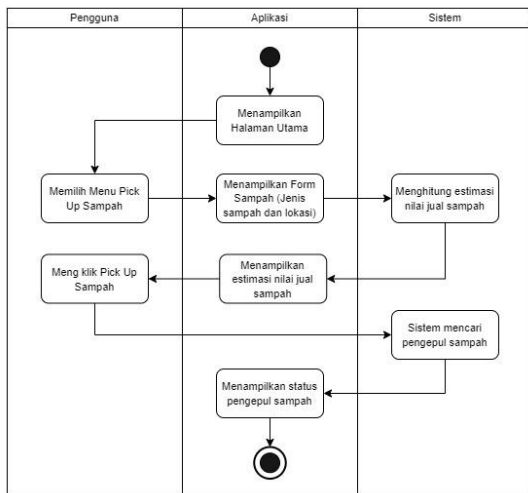 Pengguna
Aplikasi
Sistem
Menampilkan
Halaman Utama
Memilih Menu Pick
Up Sampah
Menampilkan Form
Sampah (Jenis
sampah dan lokasi)
Menghitung estimasi
nilai jual sampah
Meng klik Pick Up
Sampah
Menampilkan
estimasi nilai jual
sampah
Sistem mencari
pengepul sampah
Menampilkan status
pengepul sampah